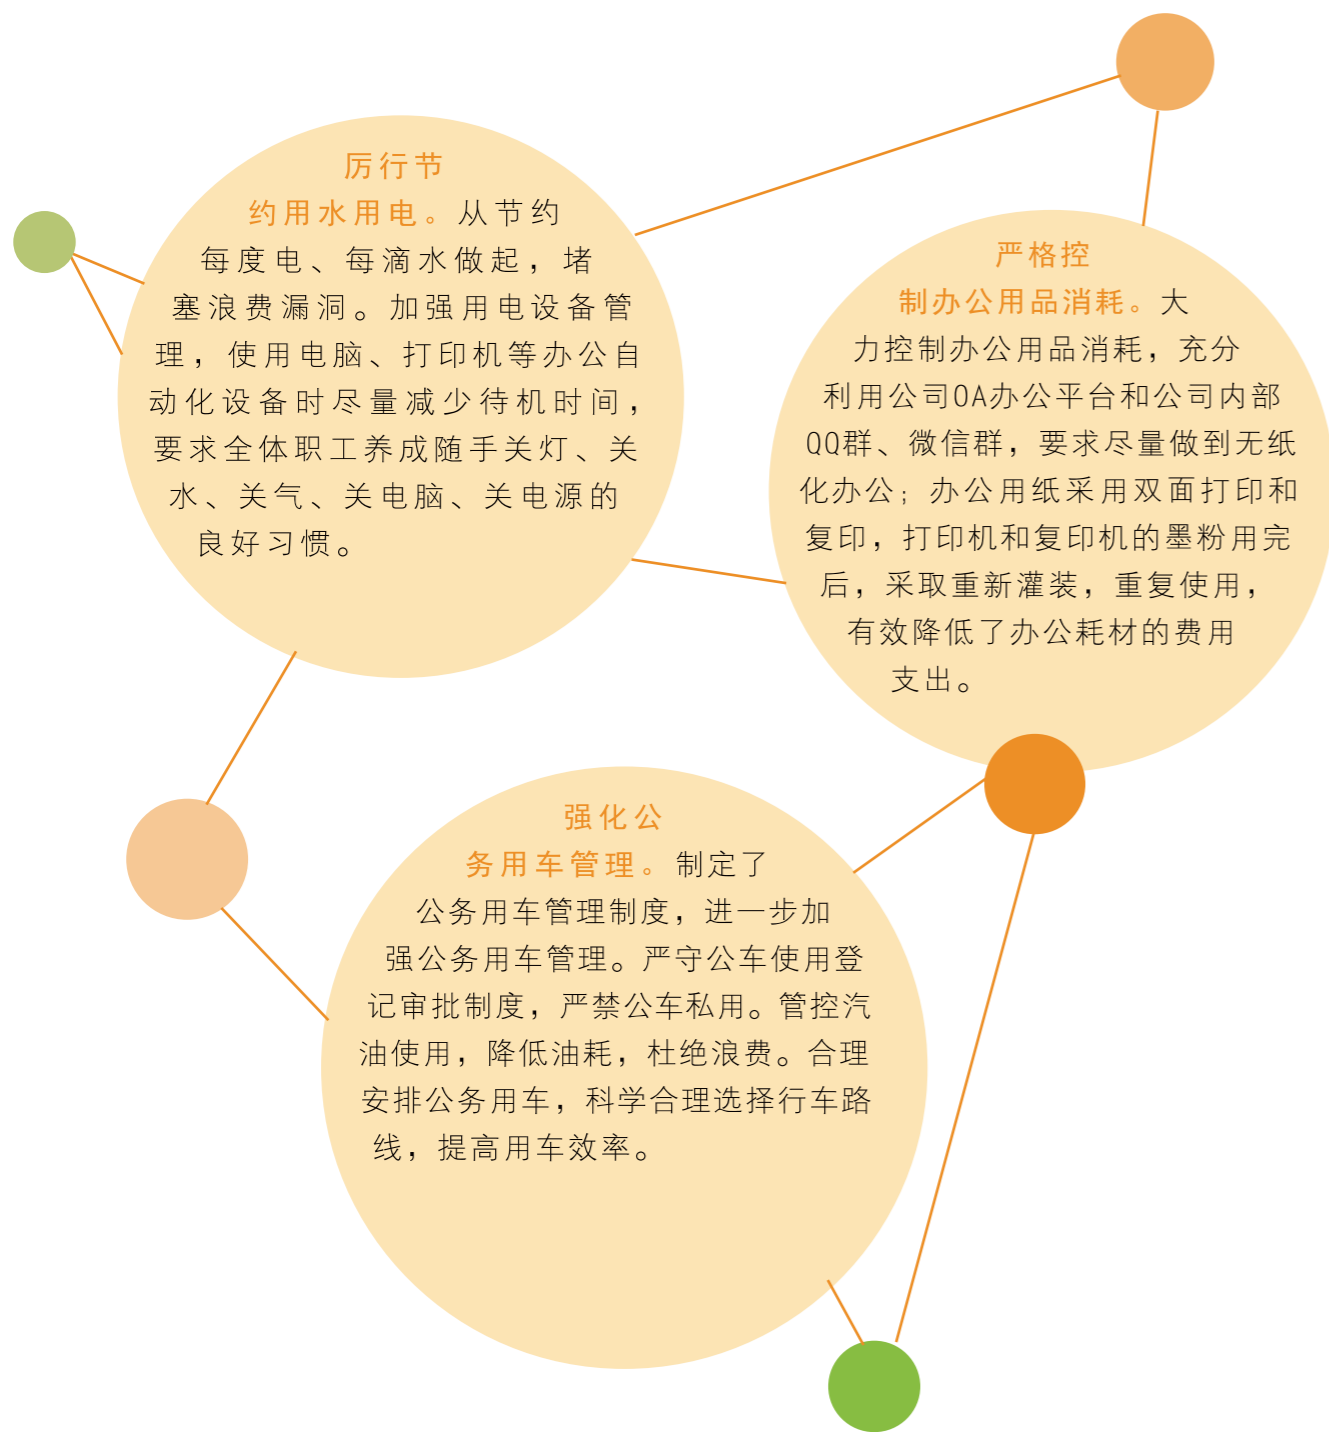 厉行节
约用水用电。从节约
每度电、每滴水做起，堵
塞浪费漏洞。加强用电设备管
理，使用电脑、打印机等办公自
动化设备时尽量减少待机时间，
要求全体职工养成随手关灯、关
水、关气、关电脑、关电源的
良好习惯。
严格控
制办公用品消耗。大
力控制办公用品消耗，充分
利用公司OA办公平台和公司内部
QQ群、微信群，要求尽量做到无纸
化办公；办公用纸采用双面打印和
复印，打印机和复印机的墨粉用完
后，采取重新灌装，重复使用，
有效降低了办公耗材的费用
支出。
强化公
务用车管理。制定了
公务用车管理制度，进一步加
强公务用车管理。严守公车使用登
记审批制度，严禁公车私用。管控汽
油使用，降低油耗，杜绝浪费。合理
安排公务用车，科学合理选择行车路
线，提高用车效率。